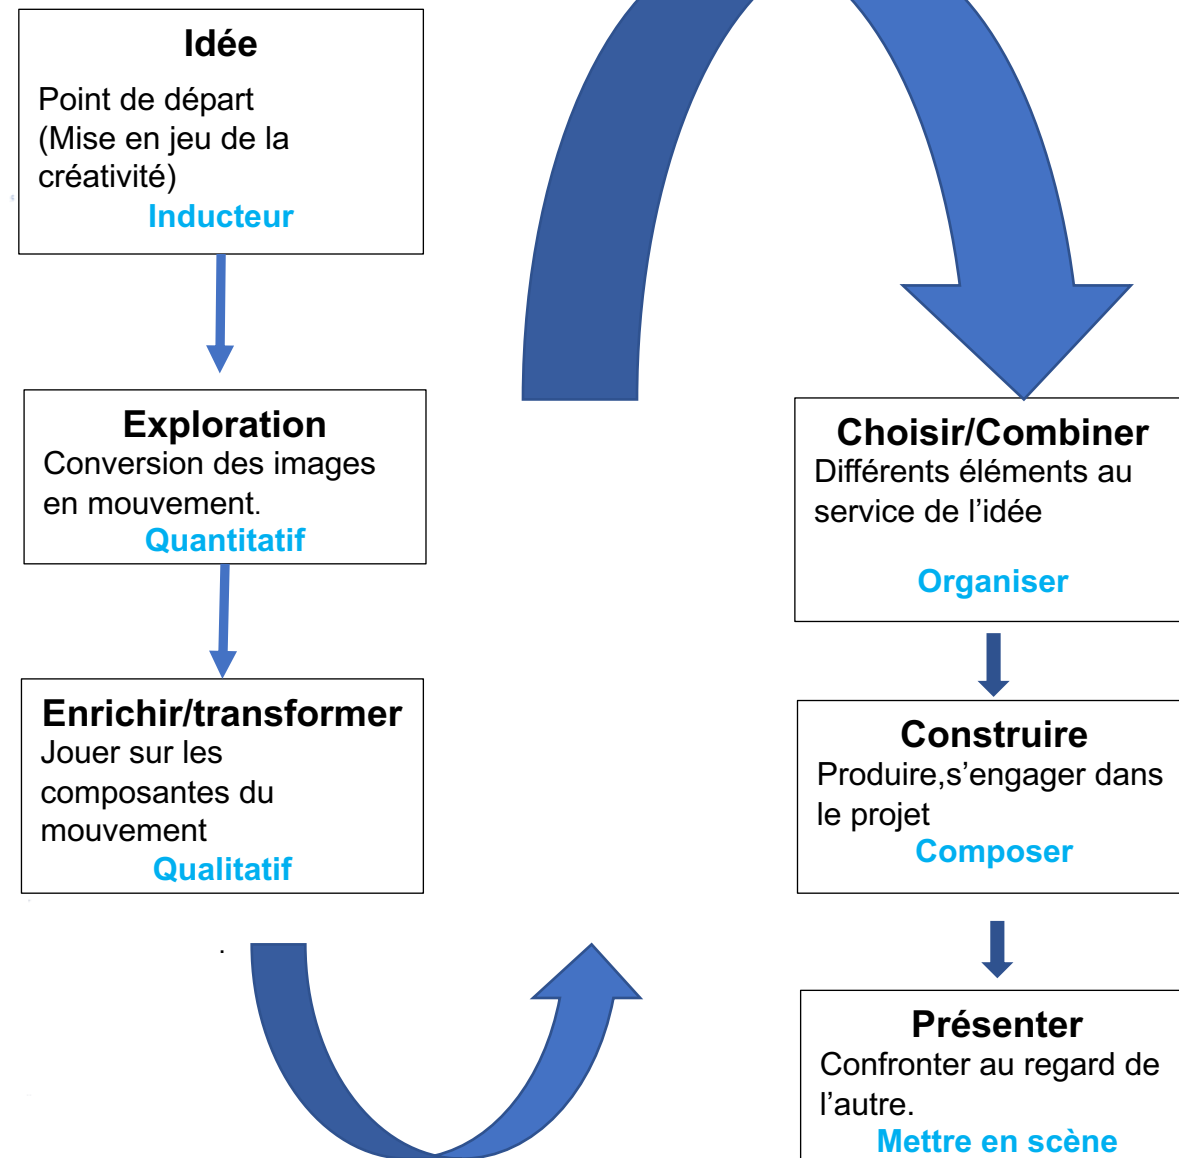 Idée
Point de départ
(Mise en jeu de la
créativité)
Inducteur
Exploration
Conversion des images
en mouvement.
Quantitatif
Enrichir/transformer
Jouer sur les
composantes du
mouvement
Qualitatif
.
Choisir/Combiner
Différents éléments au
service de l’idée
Organiser
Construire
Produire,s’engager dans
le projet
Composer
Présenter
Confronter au regard de
l’autre.
Mettre en scène